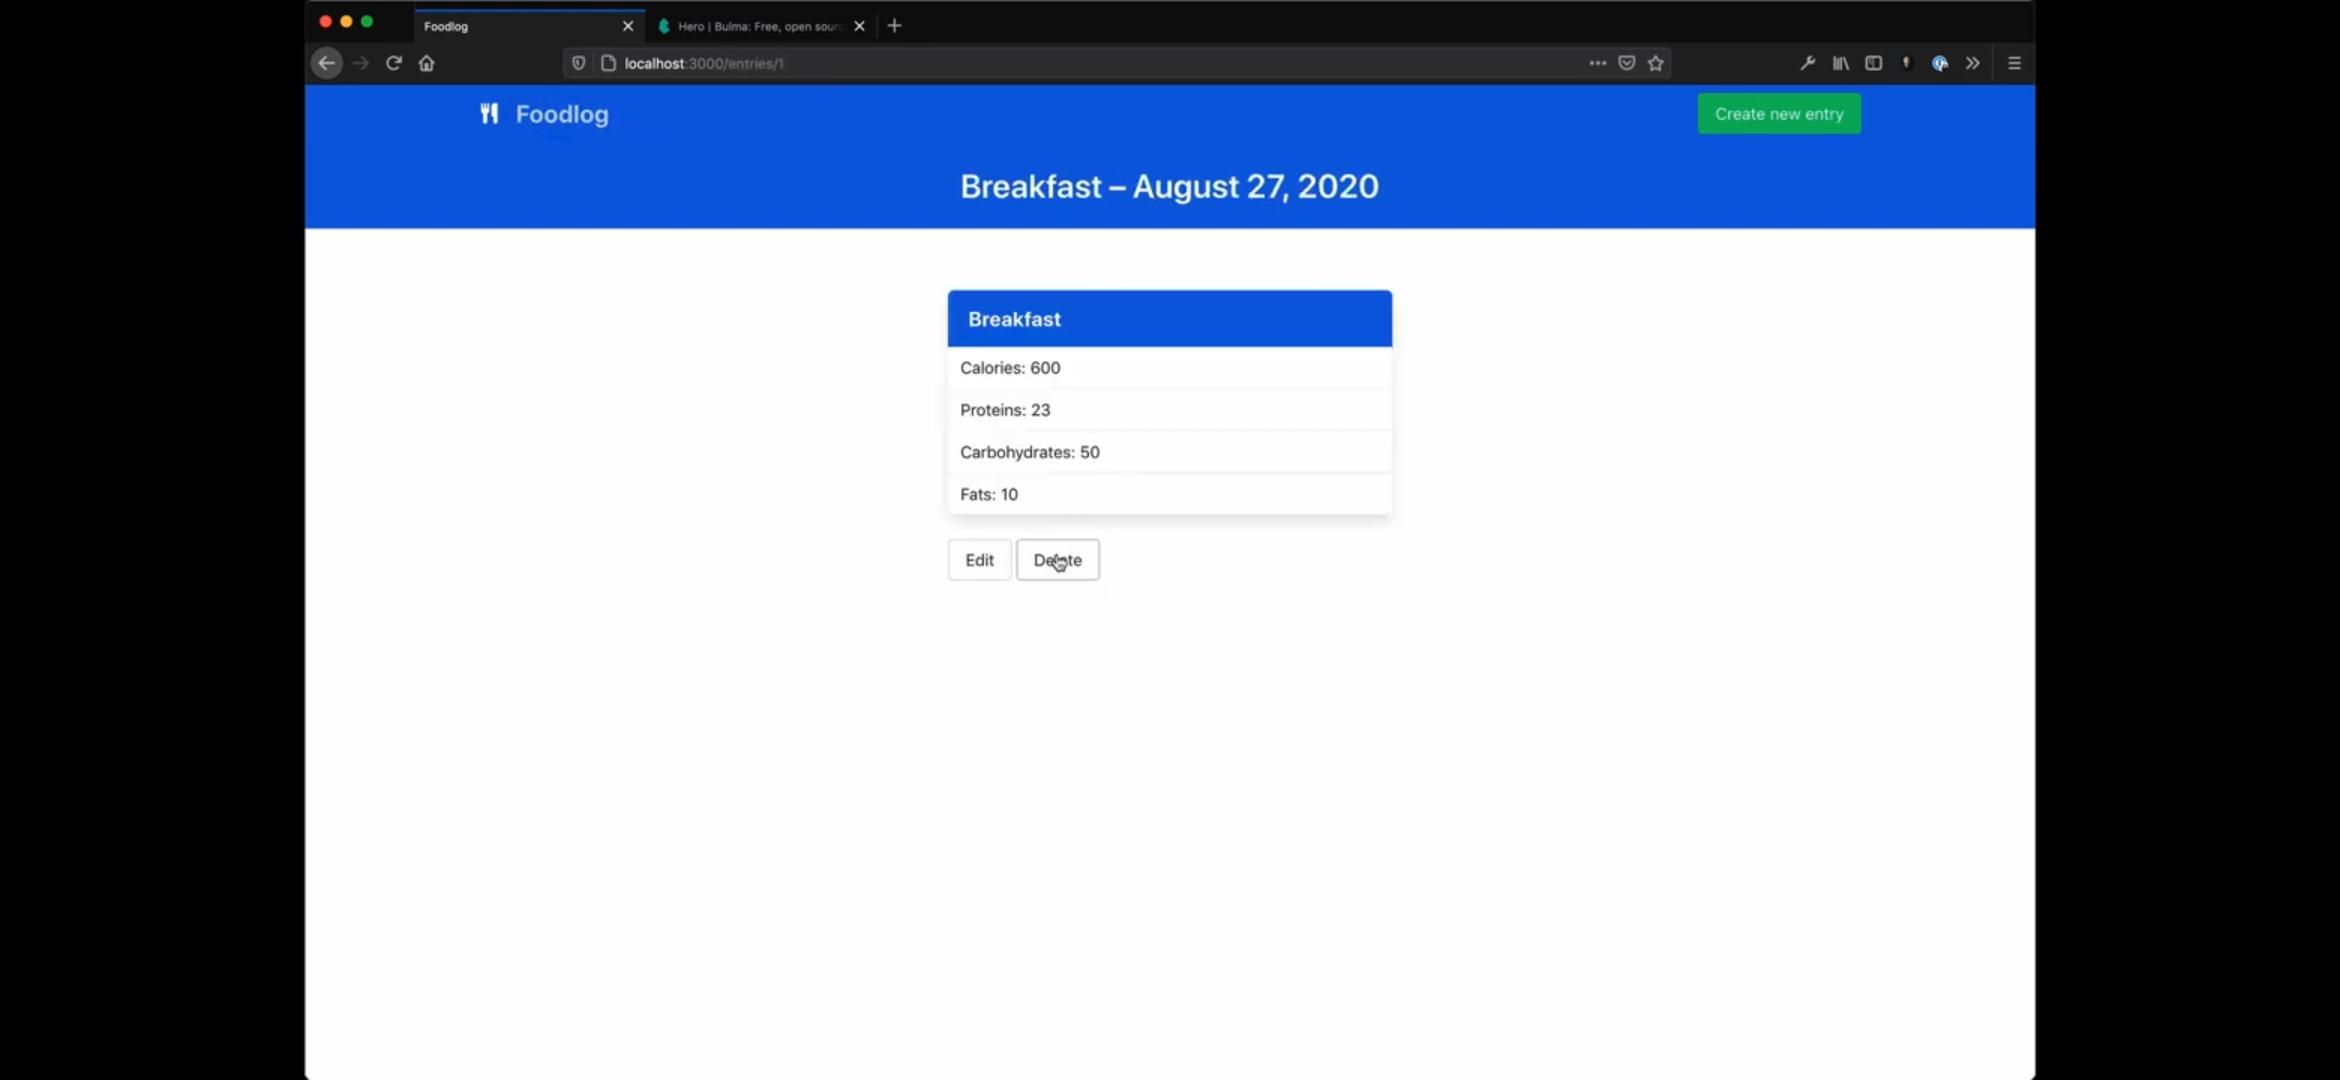 Foodlog
Hero | Bulma: Free, open sourc
localhost:3000/entries/1
Foodlog
Create new entry
Breakfast – August 27, 2020
Breakfast
Calories: 600
Proteins: 23
Carbohydrates: 50
Fats: 10
Edit
Delete